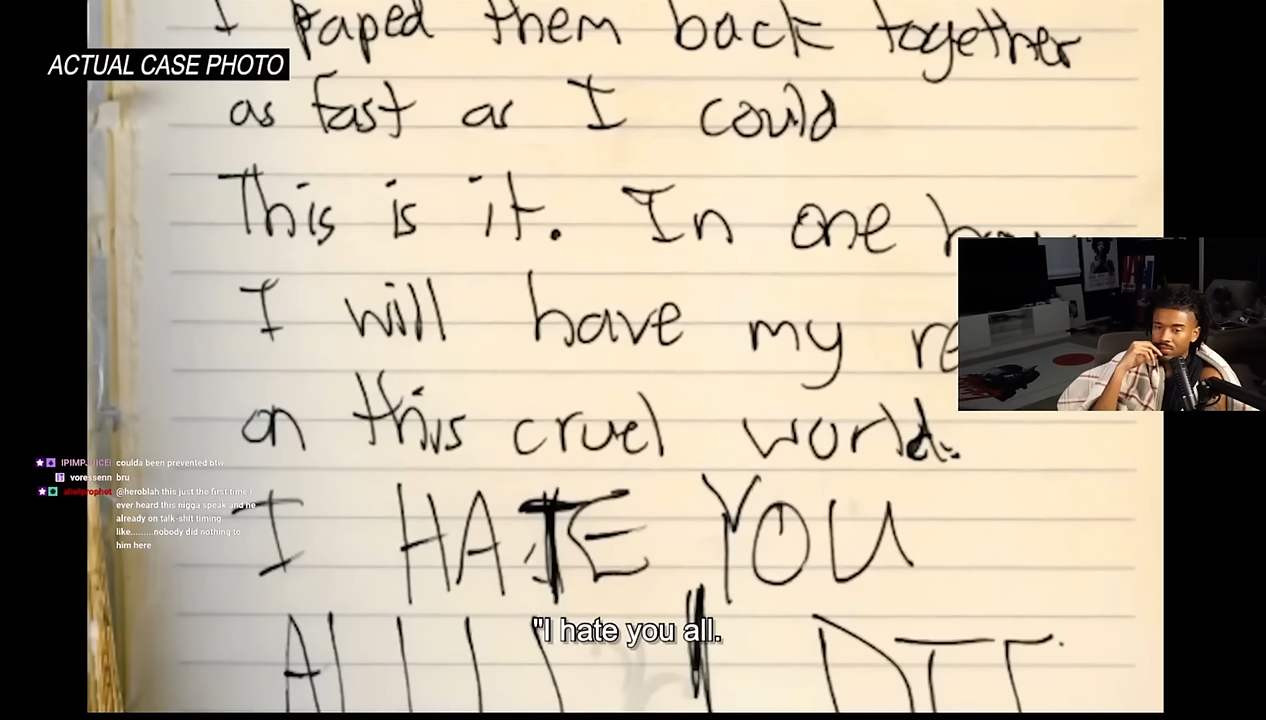 I taped them back together
ACTUAL CASE PHOTO
as fast as I could
This is it. In one
I will have my
on this cruel world.
coulda been prevented btw
bru
@heroblah this just the first time I
ever heard this nigga speak and he
already on talk-shit timing
like.........nobody did nothing to
him here
I HATE YOU
"I hate you all.